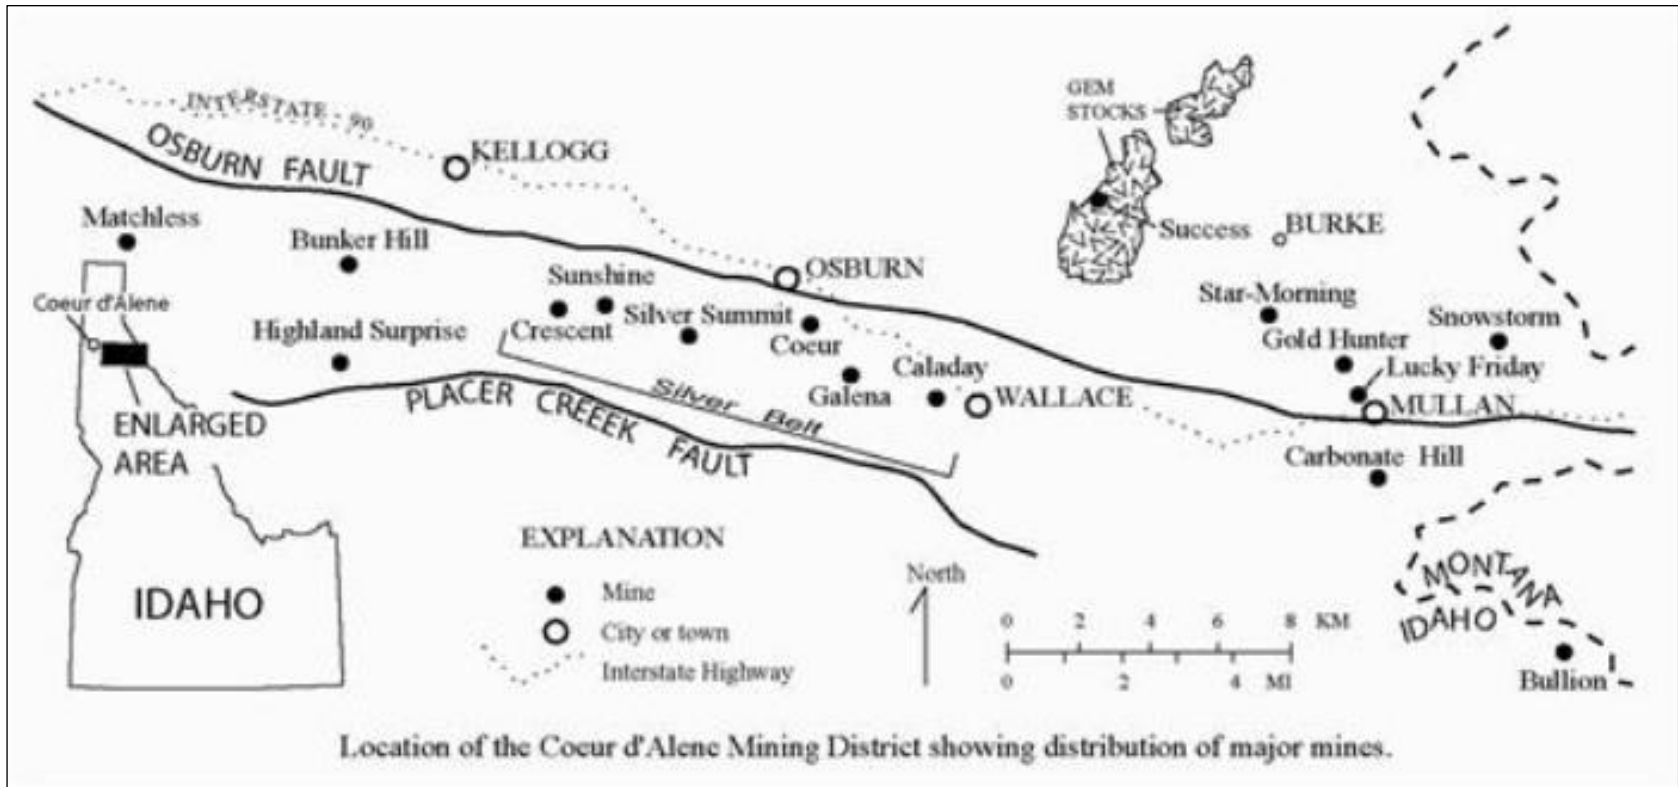 INTERSTATE - 90
OSBURN FAULT
KELLOGG
GEM
STOCKS
Matchless
Bunker Hill
Success
BURKE
Coeur d'Alene
Sunshine
OSBURN
Crescent
Silver Summit
Coeur
Star-Morning
Snowstorm
Gold Hunter
Highland Surprise
Caladay
Lucky Friday
Galena
WALLACE
MULLAN
PLACER CREEEK FAULT
Silver Belt
ENLARGED
AREA
Carbonate Hill
IDAHO
EXPLANATION
Mine
City or town
Interstate Highway
North
0 2 4 6 8 KM
0 2 4 MI
MONTANA
IDAHO
Bullion
Location of the Coeur d'Alene Mining District showing distribution of major mines.